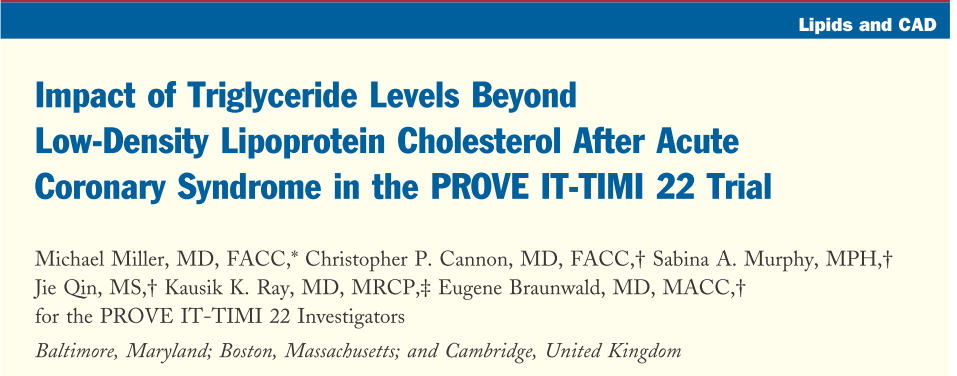 Lipids and CAD
Impact of Triglyceride Levels Beyond
Low-Density Lipoprotein Cholesterol After Acute
Coronary Syndrome in the PROVE IT-TIMI 22 Trial
Michael Miller, MD, FACC,* Christopher P. Cannon, MD, FACC,† Sabina A. Murphy, MPH,†
Jie Qin, MS,† Kausik K. Ray, MD, MRCP,‡ Eugene Braunwald, MD, MACC,†
for the PROVE IT-TIMI 22 Investigators
Baltimore, Maryland; Boston, Massachusetts; and Cambridge, United Kingdom